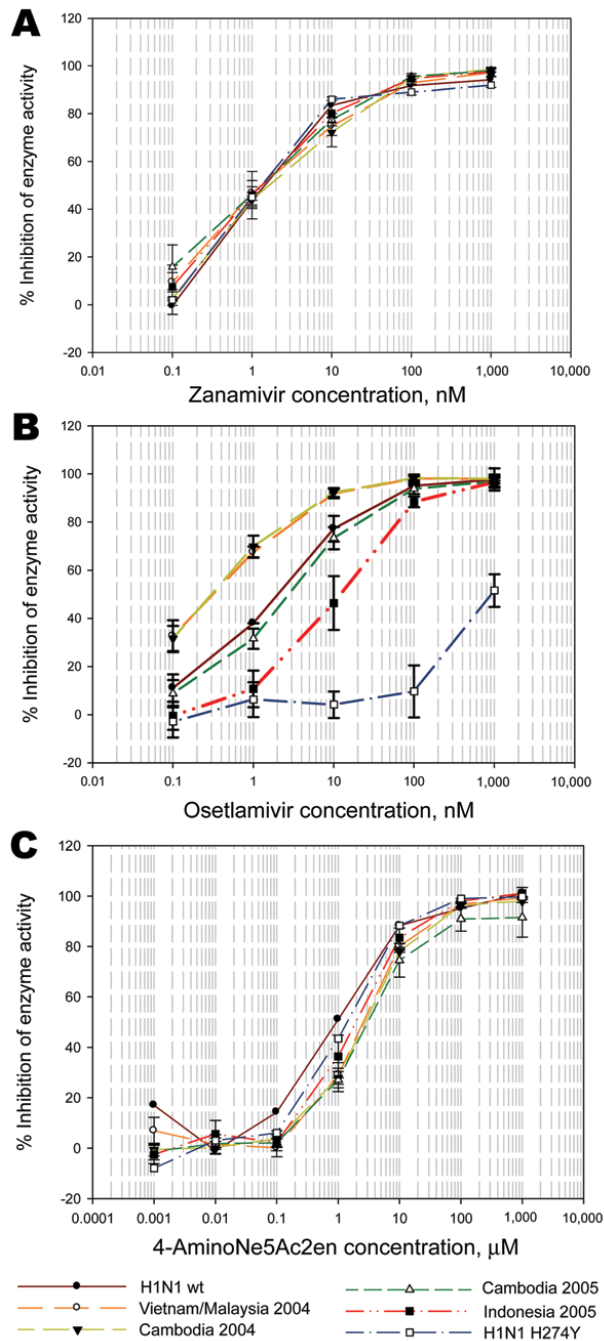 A
120
100
80
60
40
20
0
-20
% Inhibition of enzyme activity
0.01 0.1 1 10 100 1,000 10,000
Zanamivir concentration, nM
B
120
100
80
60
40
20
0
-20
% Inhibition of enzyme activity
0.01 0.1 1 10 100 1,000 10,000
Osetlamivir concentration, nM
C
120
100
80
60
40
20
0
-20
% Inhibition of enzyme activity
0.0001 0.001 0.01 0.1 1 10 100 1,000 10,000
4-AminoNe5Ac2en concentration, µM
H1N1 wt
Vietnam/Malaysia 2004
Cambodia 2004
Cambodia 2005
Indonesia 2005
H1N1 H274Y